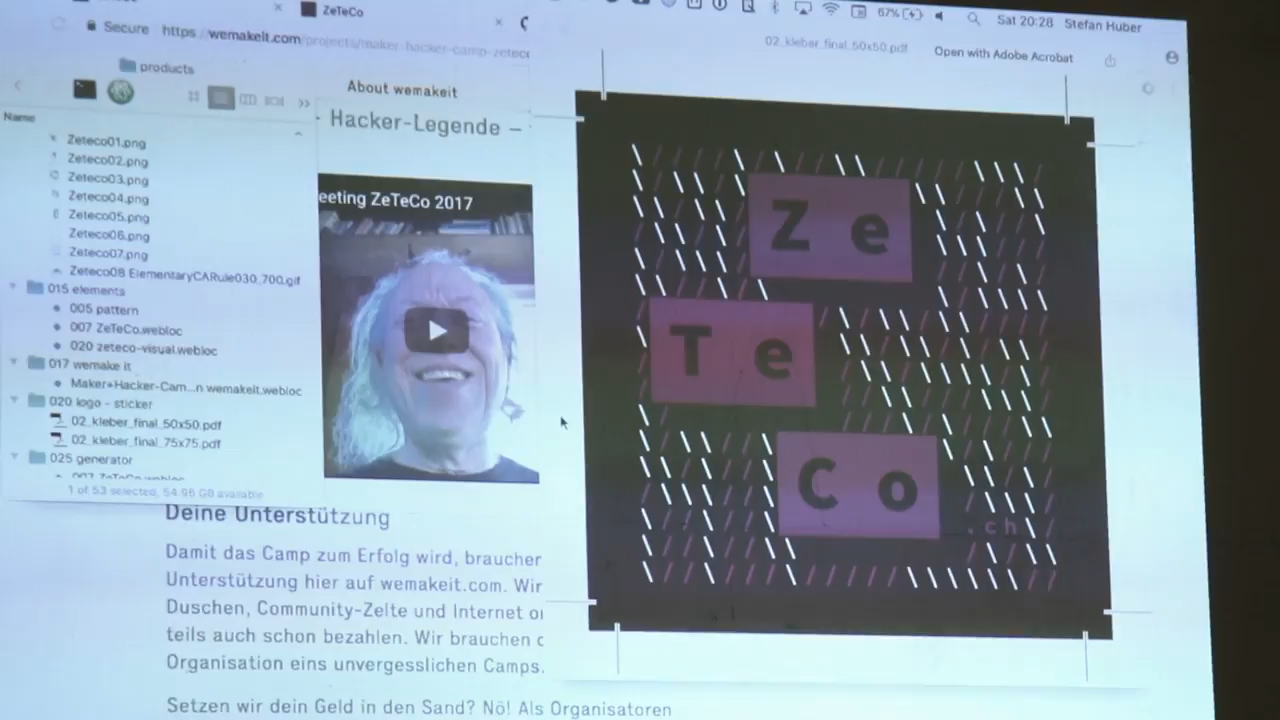 ZeTeCo
67% Sat 20:28 Stefan Huber
Secure https://wemakeit.com/projects/maker-hacker-camp-zetec
02_kleber_final_50x50.pdf Open with Adobe Acrobat
products
About wemakeit
Name
Hacker-Legende –
Zeteco01.png
Zeteco02.png
Zeteco03.png
Zeteco04.png
Zeteco05.png
Zeteco06.png
Zeteco07.png
Zeteco08 ElementaryCARule030_700.gif
015 elements
005 pattern
007 ZeTeCo.webloc
020 zeteco-visual.webloc
017 wemake it
Maker+Hacker-Cam...n wemakeit.webloc
020 logo - sticker
02_kleber_final_50x50.pdf
02_kleber_final_75x75.pdf
025 generator
007 ZeTeCo.webloc
1 of 53 selected, 54.96 GB available
eeting ZeTeCo 2017
Ze
Te
Co
.ch
Deine Unterstützung
Damit das Camp zum Erfolg wird, braucher
Unterstützung hier auf wemakeit.com. Wir
Duschen, Community-Zelte und Internet
teils auch schon bezahlen. Wir brauchen
Organisation eins unvergesslichen Camps.
Setzen wir dein Geld in den Sand? Nö! Als Organisatoren